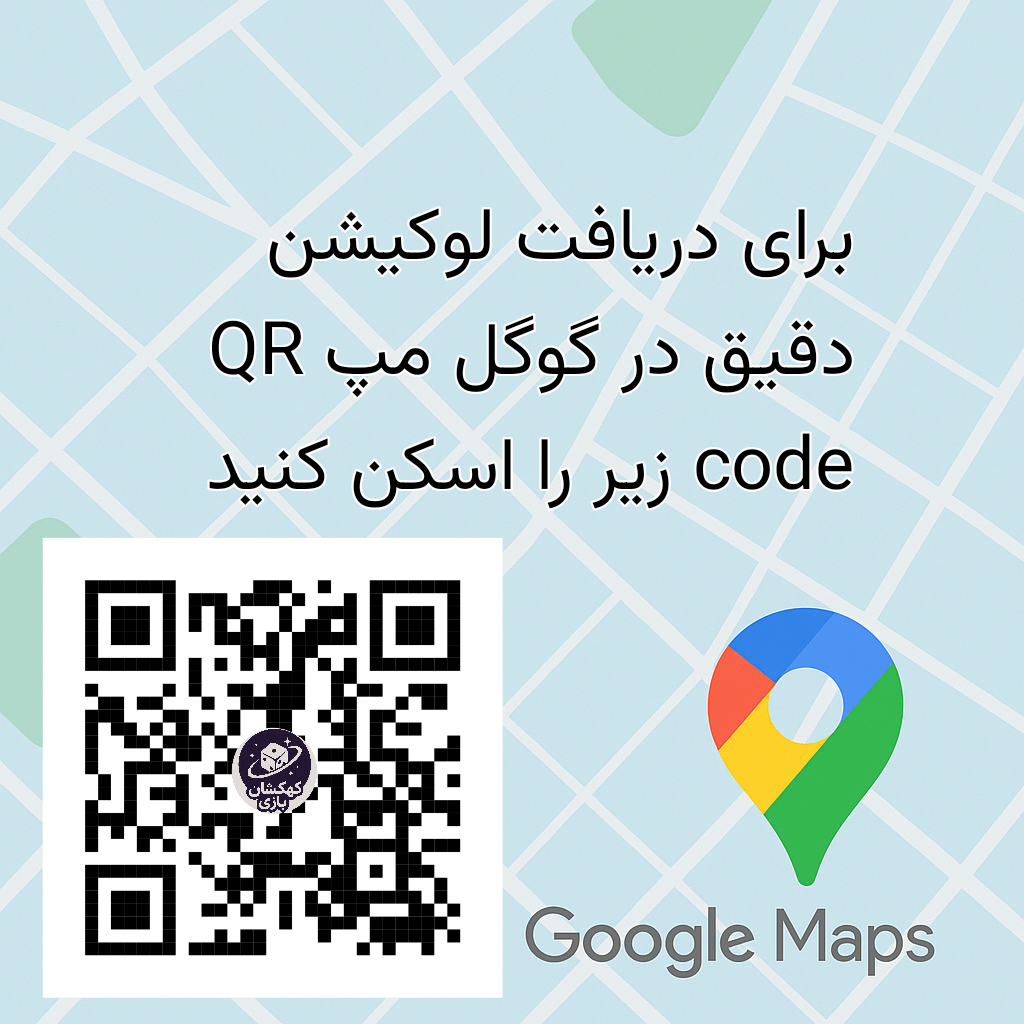 برای دریافت لوکیشن
دقیق در گوگل مپ QR
code زیر را اسکن کنید
کهکشان
بازی
Google Maps